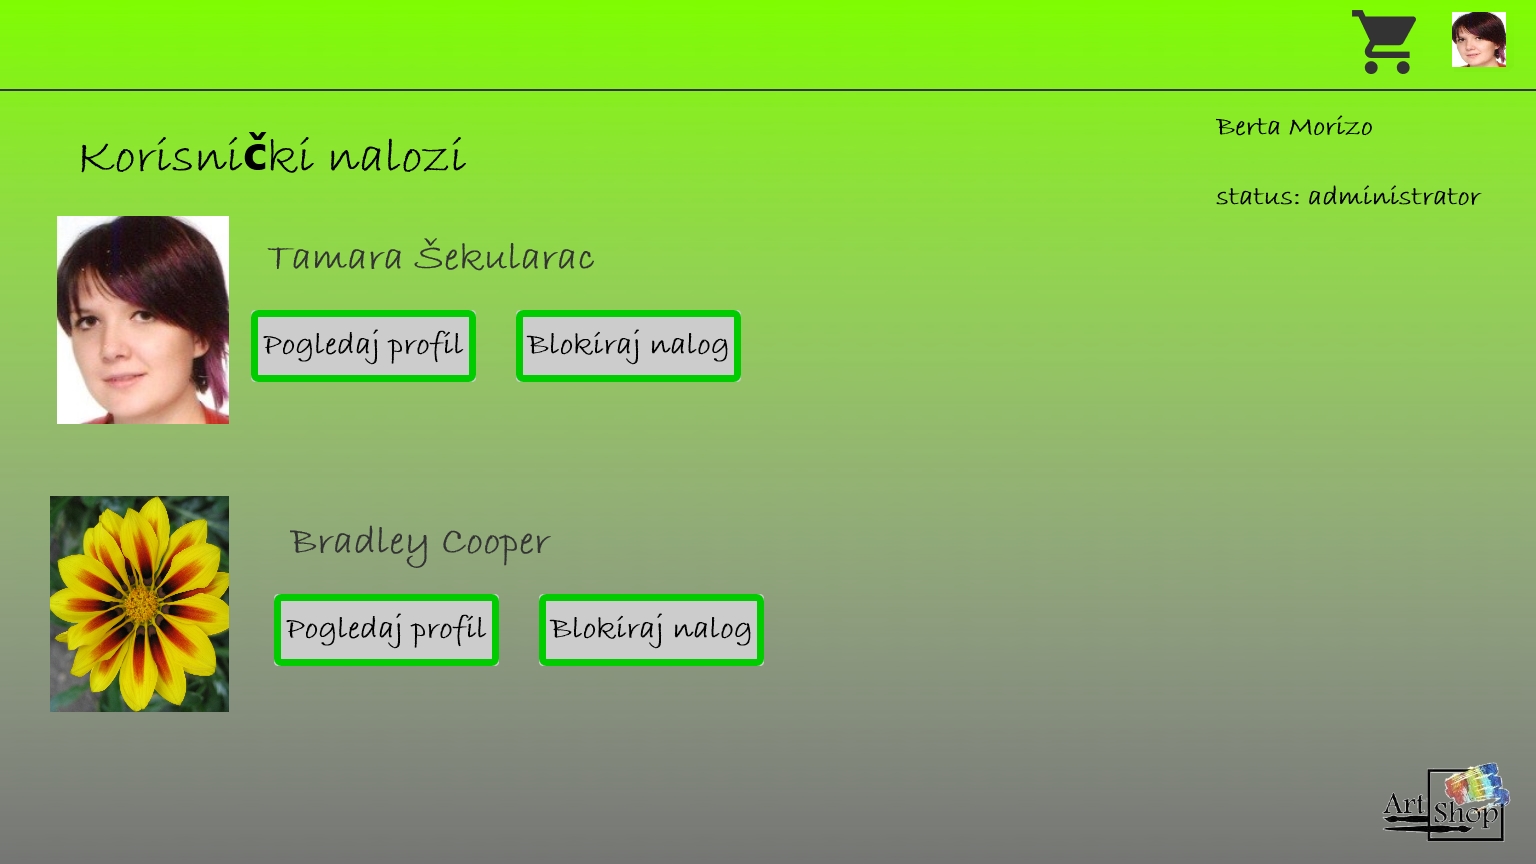 Berta Morizo
Korisnički nalozi
status: administrator
Tamara Šekularac
Pogledaj profil
Blokiraj nalog
Bradley Cooper
Pogledaj profil
Blokiraj nalog
Art
Shop